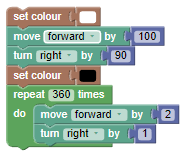 set colour
move forward by 100
turn right by 90
set colour
repeat 360 times
do move forward by 2
turn right by 1